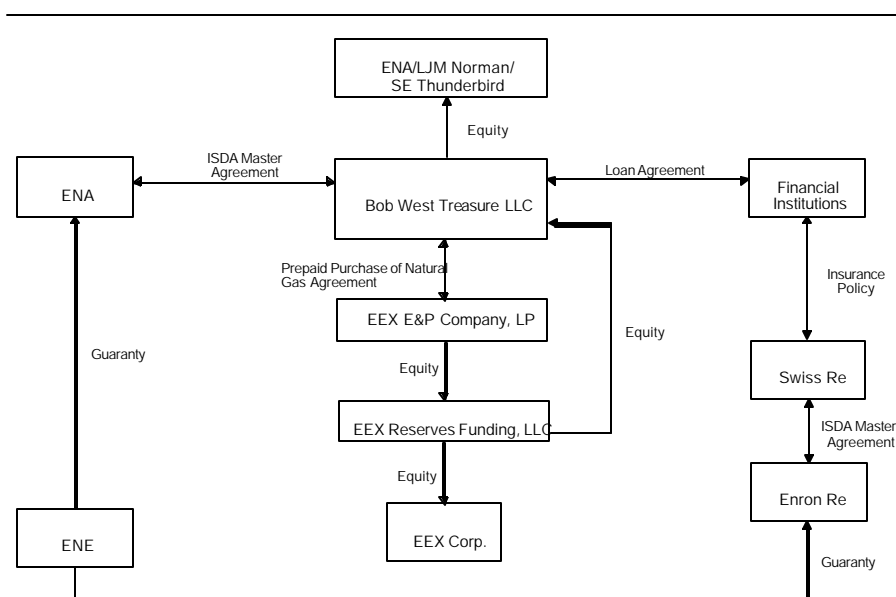 ENA/LJM Norman/
SE Thunderbird
Equity
ISDA Master
Agreement
Loan Agreement
ENA
Bob West Treasure LLC
Financial
Institutions
Prepaid Purchase of Natural
Gas Agreement
Insurance
Policy
EEX E&P Company, LP
Equity
Guaranty
Equity
Swiss Re
EEX Reserves Funding, LLC
ISDA Master
Agreement
Equity
Enron Re
ENE
EEX Corp.
Guaranty